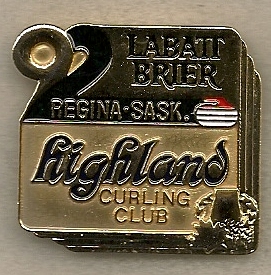 92 LABATT
BRIER
REGINA-SASK.
highland
CURLING
CLUB